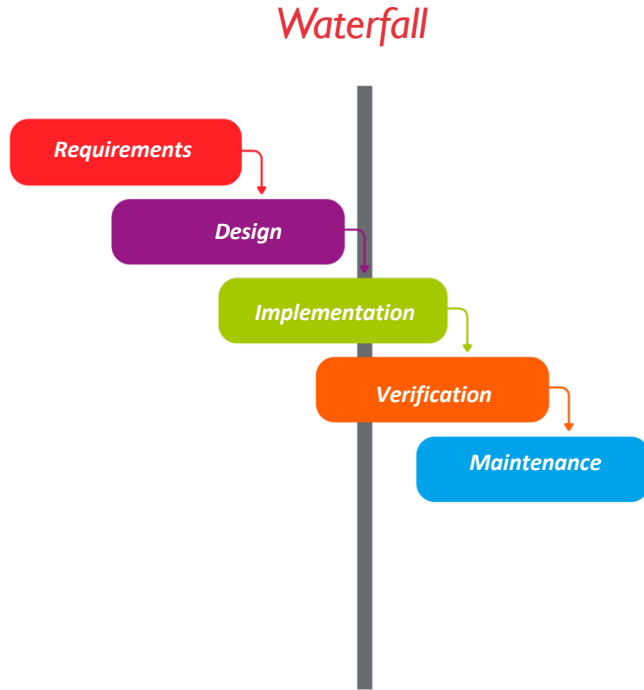 Waterfall
Requirements
Design
Implementation
Verification
Maintenance